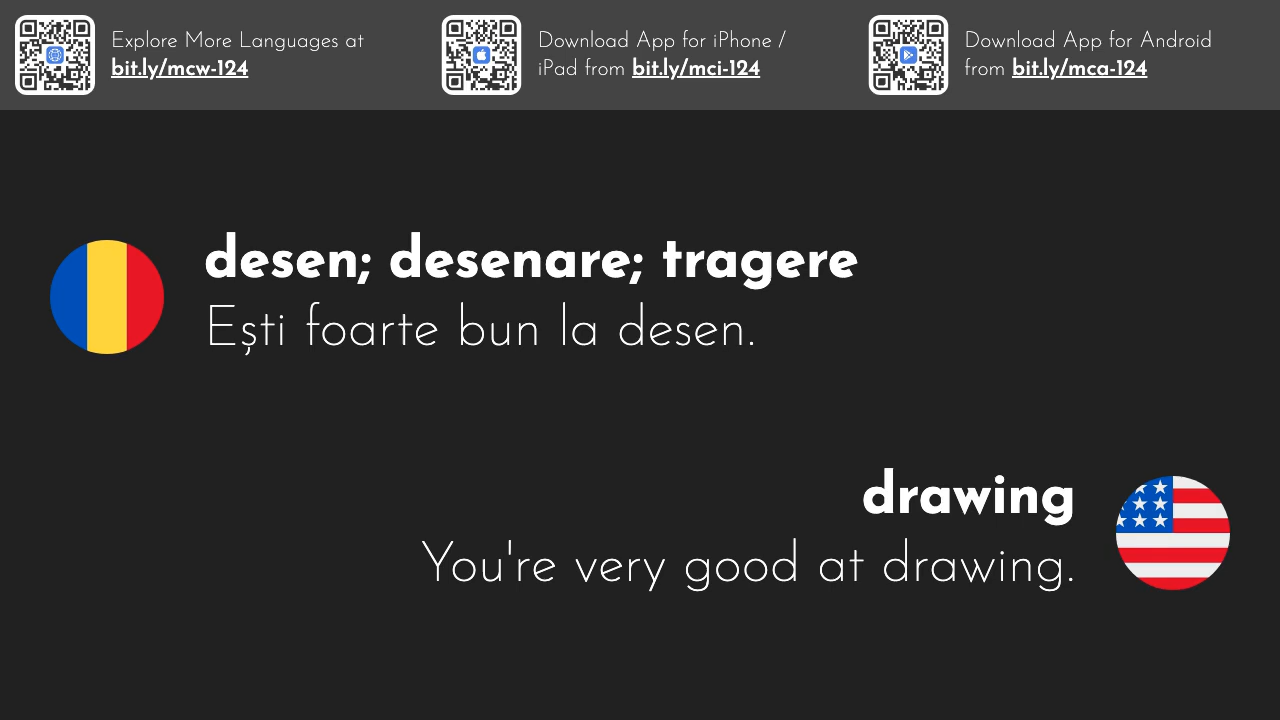 Explore More Languages at
bit.ly/mcw-124
Download App for iPhone /
iPad from bit.ly/mci-124
Download App for Android
from bit.ly/mca-124
desen; desenare; tragere
Ești foarte bun la desen.
drawing
You're very good at drawing.